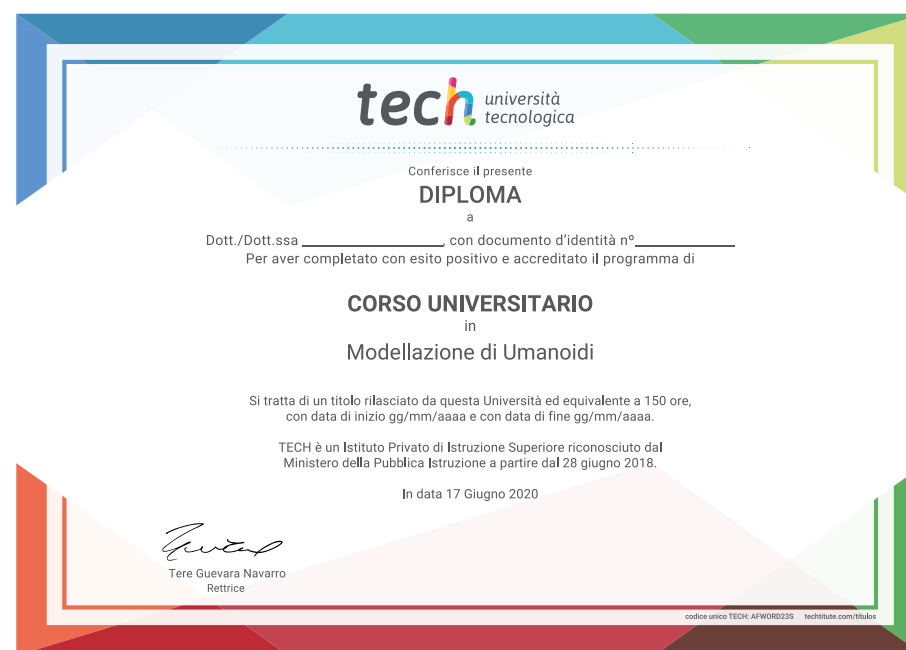 tech università
tecnologica
Conferisce il presente
DIPLOMA
a
Dott./Dott.ssa ____________________, con documento d'identità nº______________
Per aver completato con esito positivo e accreditato il programma di
CORSO UNIVERSITARIO
in
Modellazione di Umanoidi
Si tratta di un titolo rilasciato da questa Università ed equivalente a 150 ore,
con data di inizio gg/mm/aaaa e con data di fine gg/mm/aaaa.
TECH è un Istituto Privato di Istruzione Superiore riconosciuto dal
Ministero della Pubblica Istruzione a partire dal 28 giugno 2018.
In data 17 Giugno 2020
Tere Guevara Navarro
Rettrice
codice unico TECH: AFWORD23S techtitute.com/titulos